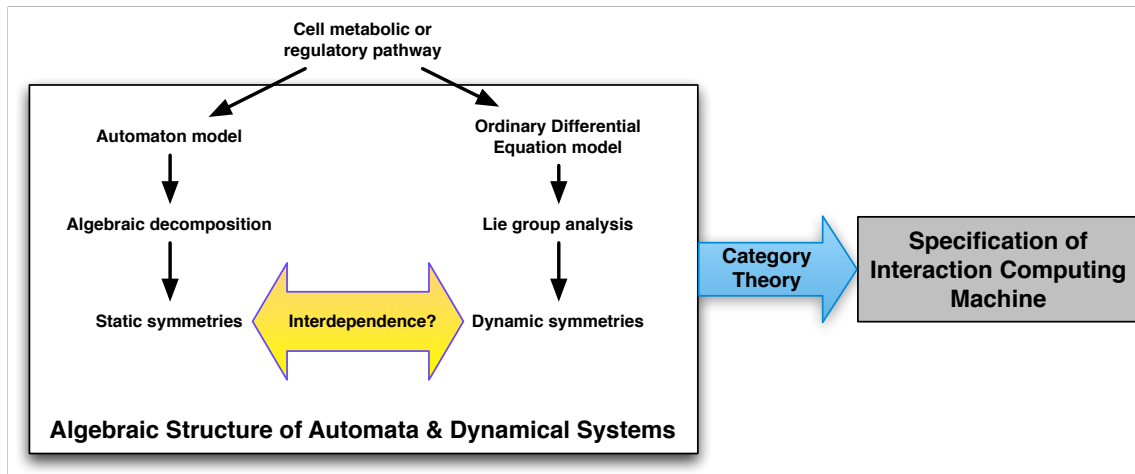 Cell metabolic or
regulatory pathway
Automaton model
Ordinary Differential
Equation model
Algebraic decomposition
Lie group analysis
Static symmetries
Interdependence?
Dynamic symmetries
Algebraic Structure of Automata & Dynamical Systems
Category
Theory
Specification of
Interaction Computing
Machine